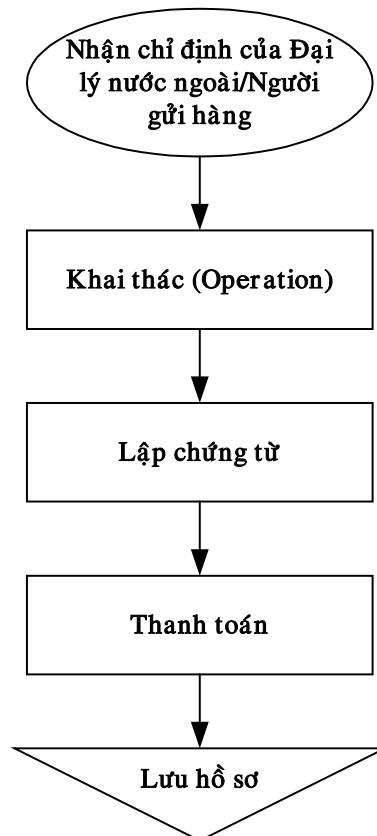 Nhận chỉ định của Đại
lý nước ngoài/Người
gửi hàng
Khai thác (Operation)
Lập chứng từ
Thanh toán
Lưu hồ sơ